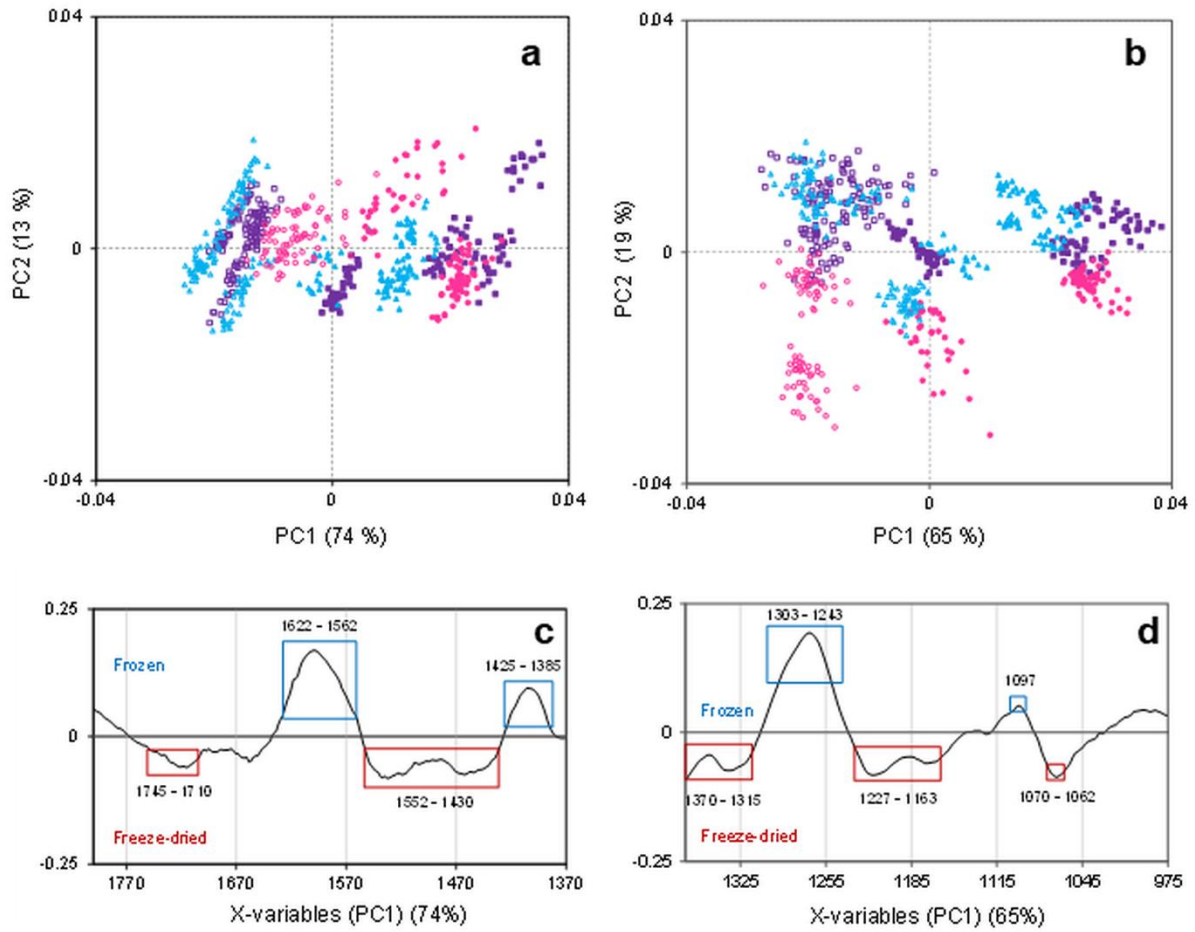 0.04
a
PC2 (13 %)
0
-0.04
-0.04
0
0.04
PC1 (74 %)
0.04
b
PC2 (19 %)
0
-0.04
-0.04
0
0.04
PC1 (65 %)
0.25
1622 - 1562
c
Frozen
1425 - 1385
0
1745 - 1710
1552 - 1430
Freeze-dried
-0.25
1770
1670
1570
1470
1370
X-variables (PC1) (74%)
0.25
1303 - 1243
d
1097
Frozen
0
1370 - 1315
1227 - 1163
1070 - 1062
Freeze-dried
-0.25
1325
1255
1185
1115
1045
975
X-variables (PC1) (65%)